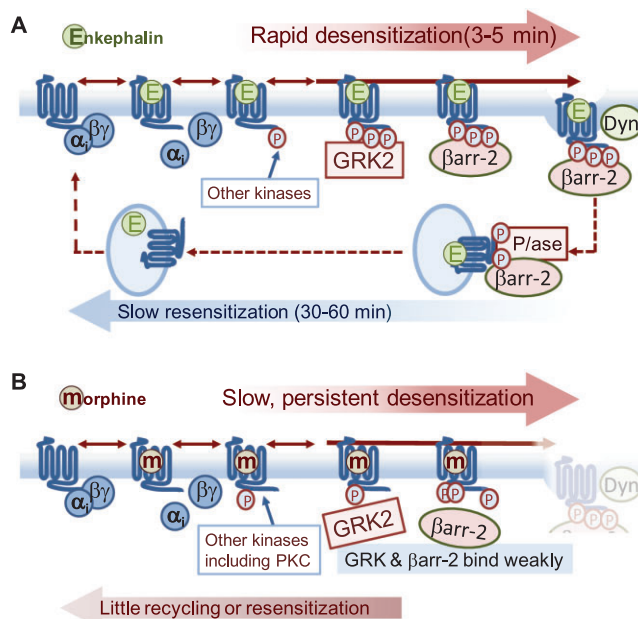 A
Enkephalin
Rapid desensitization(3-5 min)
E E E E E
αi βγ αi βγ P P P P P P P Dyn
GRK2 βarr-2 P P P
Other kinases βarr-2
E P P/ase
E P βarr-2
Slow resensitization (30-60 min)
B
morphine
Slow, persistent desensitization
m m m m
αi βγ αi βγ P P P P P Dyn
GRK2 βarr-2 P P P
Other kinases
including PKC
GRK & βarr-2 bind weakly
Little recycling or resensitization